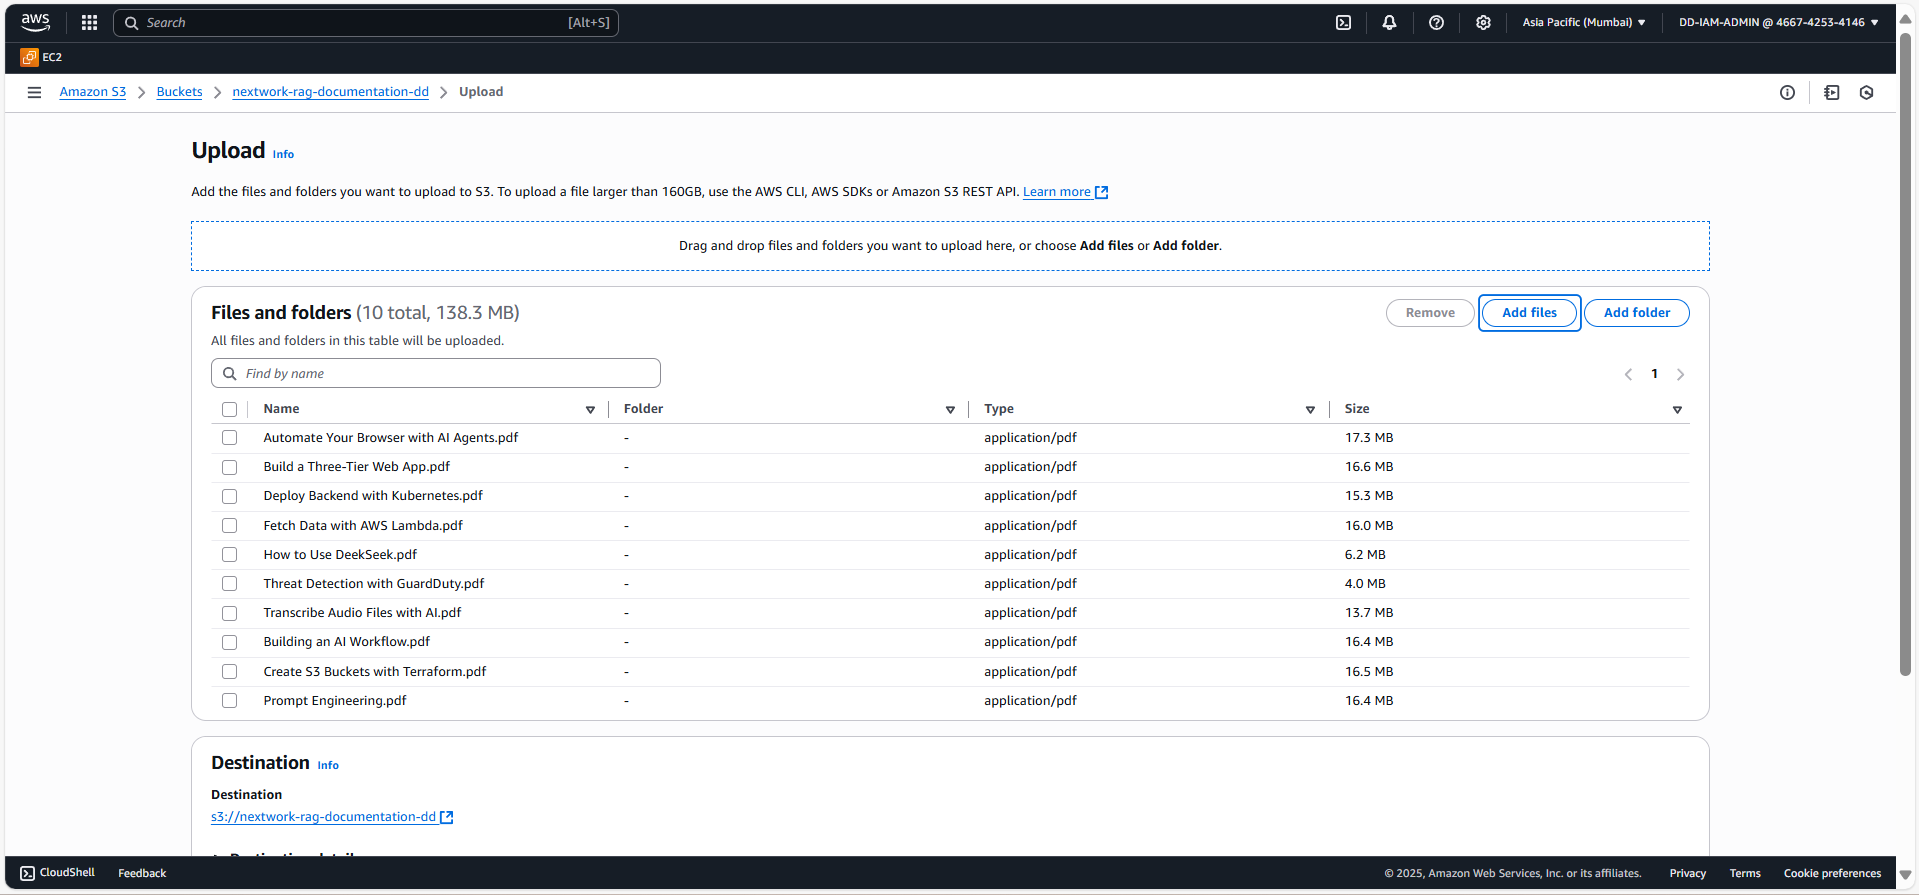 aws Search [Alt+S] Asia Pacific (Mumbai) DD-IAM-ADMIN @ 4667-4253-4146
EC2
Amazon S3 Buckets nextwork-rag-documentation-dd Upload
Upload Info
Add the files and folders you want to upload to S3. To upload a file larger than 160GB, use the AWS CLI, AWS SDKs or Amazon S3 REST API. Learn more
Drag and drop files and folders you want to upload here, or choose Add files or Add folder.
Files and folders (10 total, 138.3 MB) Remove Add files Add folder
All files and folders in this table will be uploaded.
Find by name 1
Name Folder Type Size
Automate Your Browser with AI Agents.pdf - application/pdf 17.3 MB
Build a Three-Tier Web App.pdf - application/pdf 16.6 MB
Deploy Backend with Kubernetes.pdf - application/pdf 15.3 MB
Fetch Data with AWS Lambda.pdf - application/pdf 16.0 MB
How to Use DeekSeek.pdf - application/pdf 6.2 MB
Threat Detection with GuardDuty.pdf - application/pdf 4.0 MB
Transcribe Audio Files with AI.pdf - application/pdf 13.7 MB
Building an AI Workflow.pdf - application/pdf 16.4 MB
Create S3 Buckets with Terraform.pdf - application/pdf 16.5 MB
Prompt Engineering.pdf - application/pdf 16.4 MB
Destination Info
Destination
s3://nextwork-rag-documentation-dd
CloudShell Feedback © 2025, Amazon Web Services, Inc. or its affiliates. Privacy Terms Cookie preferences